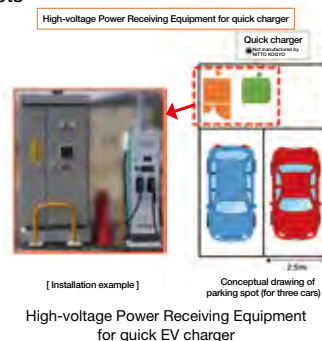 High-voltage Power Receiving Equipment for quick charger
Quick charger
Not manufactured by
NITTO KOGYO
2.5m
[ Installation example ]
Conceptual drawing of
parking spot (for three cars)
High-voltage Power Receiving Equipment
for quick EV charger